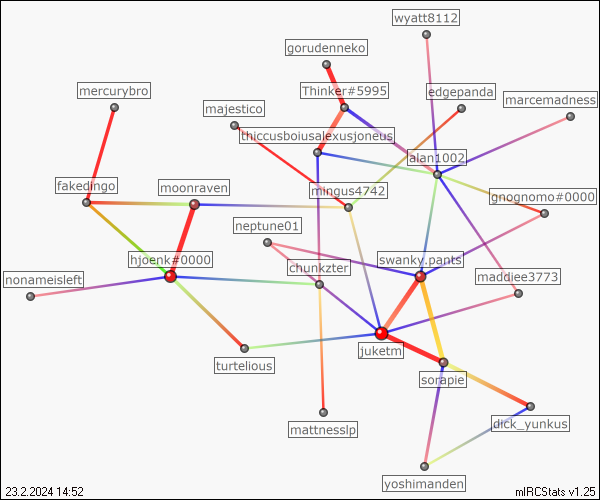 wyatt8112
gorudenneko
mercurybro
Thinker#5995
edgepanda
majestico
marcemadness
thiccusboiusalexusjoneus
alan1002
fakedingo
moonraven
mingus4742
gnognomo#0000
neptune01
hjoenk#0000
chunkzter
swanky.pants
nonameisleft
maddiee3773
juketm
turtelious
sorapie
mattnesslp
dick_yunkus
yoshimanden
23.2.2024 14:52
mIRCStats v1.25